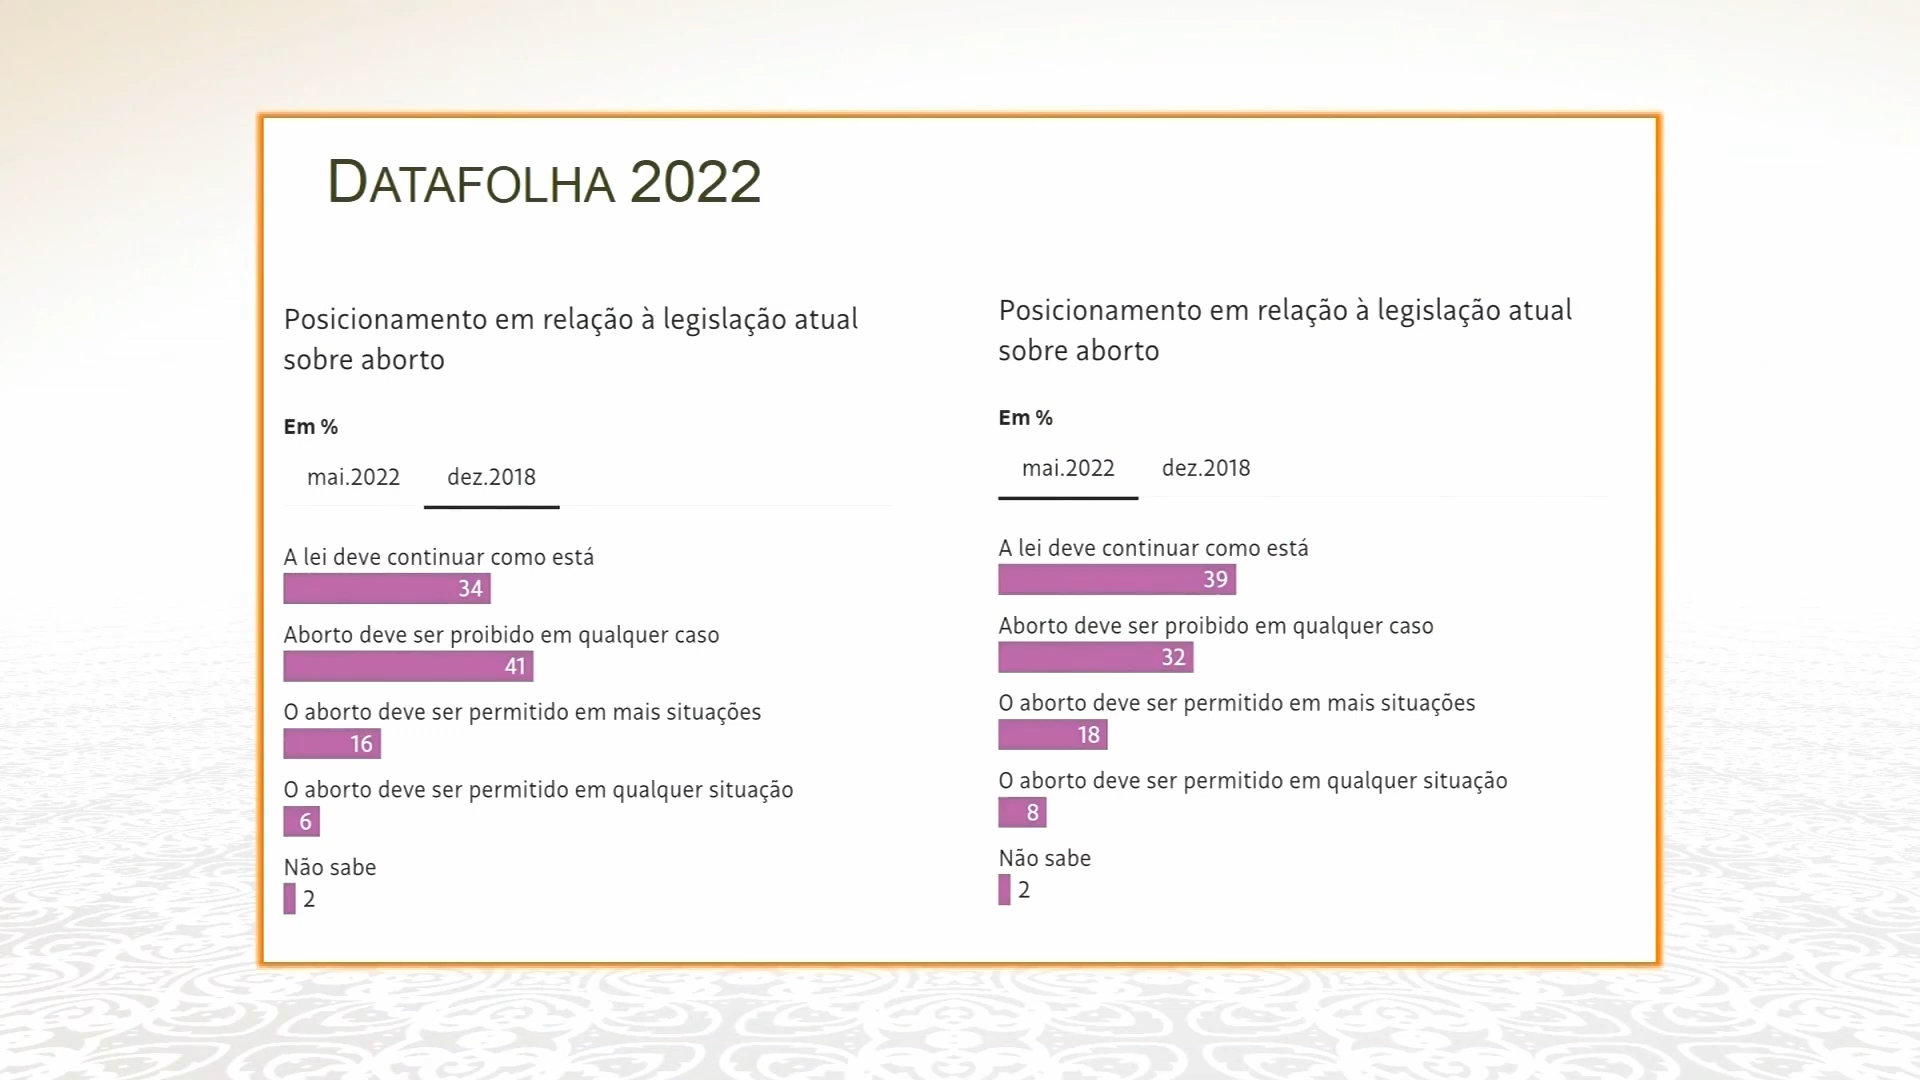 DATAFOLHA 2022
Posicionamento em relação à legislação atual
sobre aborto
Em %
mai.2022 dez.2018
A lei deve continuar como está
34
Aborto deve ser proibido em qualquer caso
41
O aborto deve ser permitido em mais situações
16
O aborto deve ser permitido em qualquer situação
6
Não sabe
2
Posicionamento em relação à legislação atual
sobre aborto
Em %
mai.2022 dez.2018
A lei deve continuar como está
39
Aborto deve ser proibido em qualquer caso
32
O aborto deve ser permitido em mais situações
18
O aborto deve ser permitido em qualquer situação
8
Não sabe
2